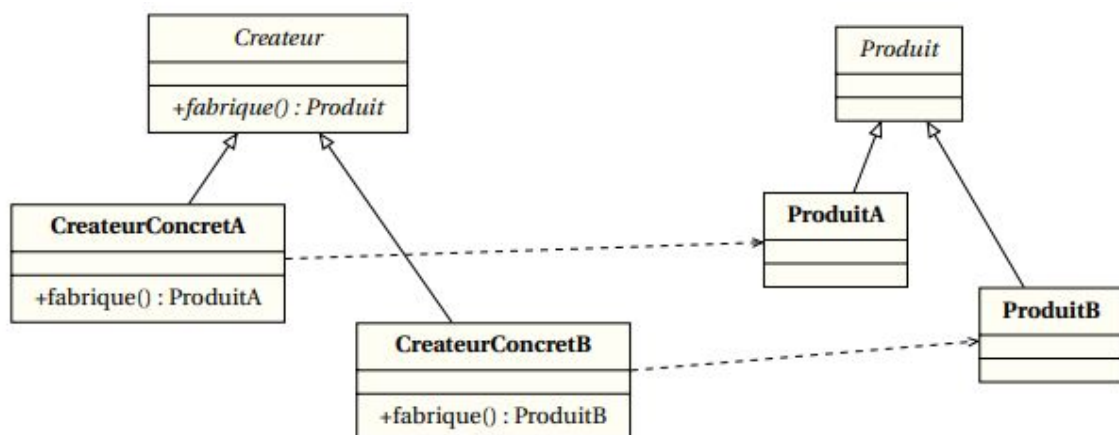 Createur
+fabrique() : Produit
Produit
CreateurConcretA
+fabrique() : ProduitA
ProduitA
CreateurConcretB
+fabrique() : ProduitB
ProduitB